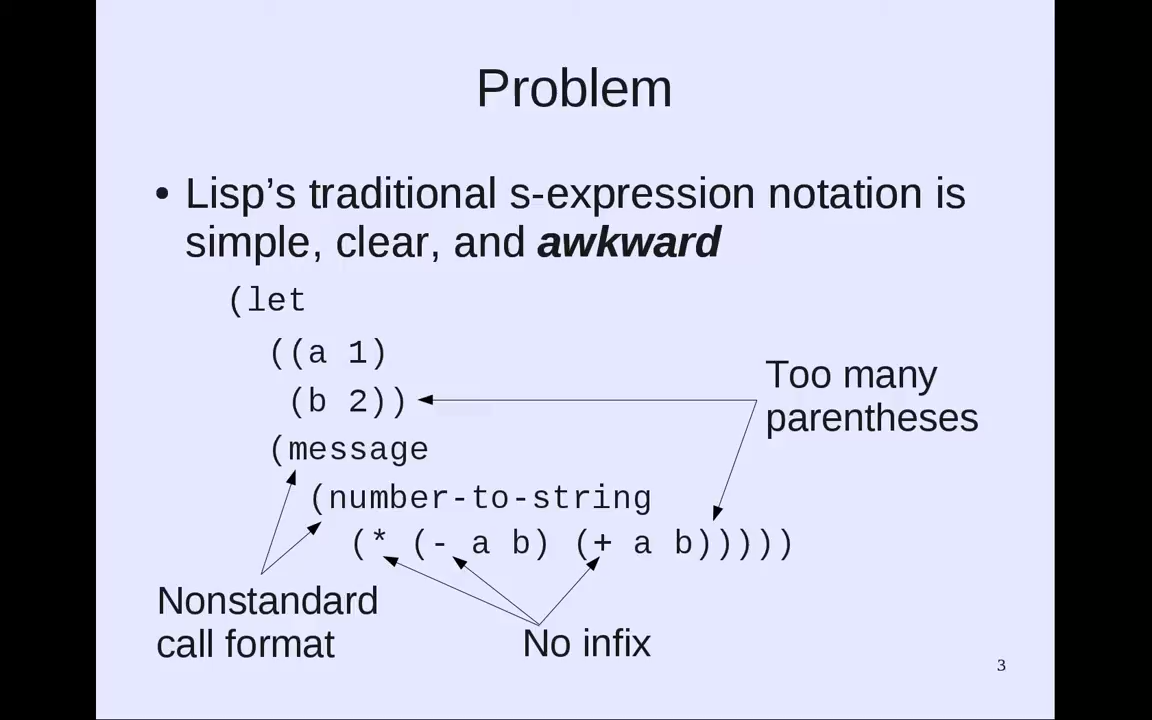 Problem
• Lisp’s traditional s-expression notation is
simple, clear, and awkward
(let
((a 1)
(b 2))
Too many
parentheses
(message
(number-to-string
(* (- a b) (+ a b)))))
Nonstandard
call format
No infix
3